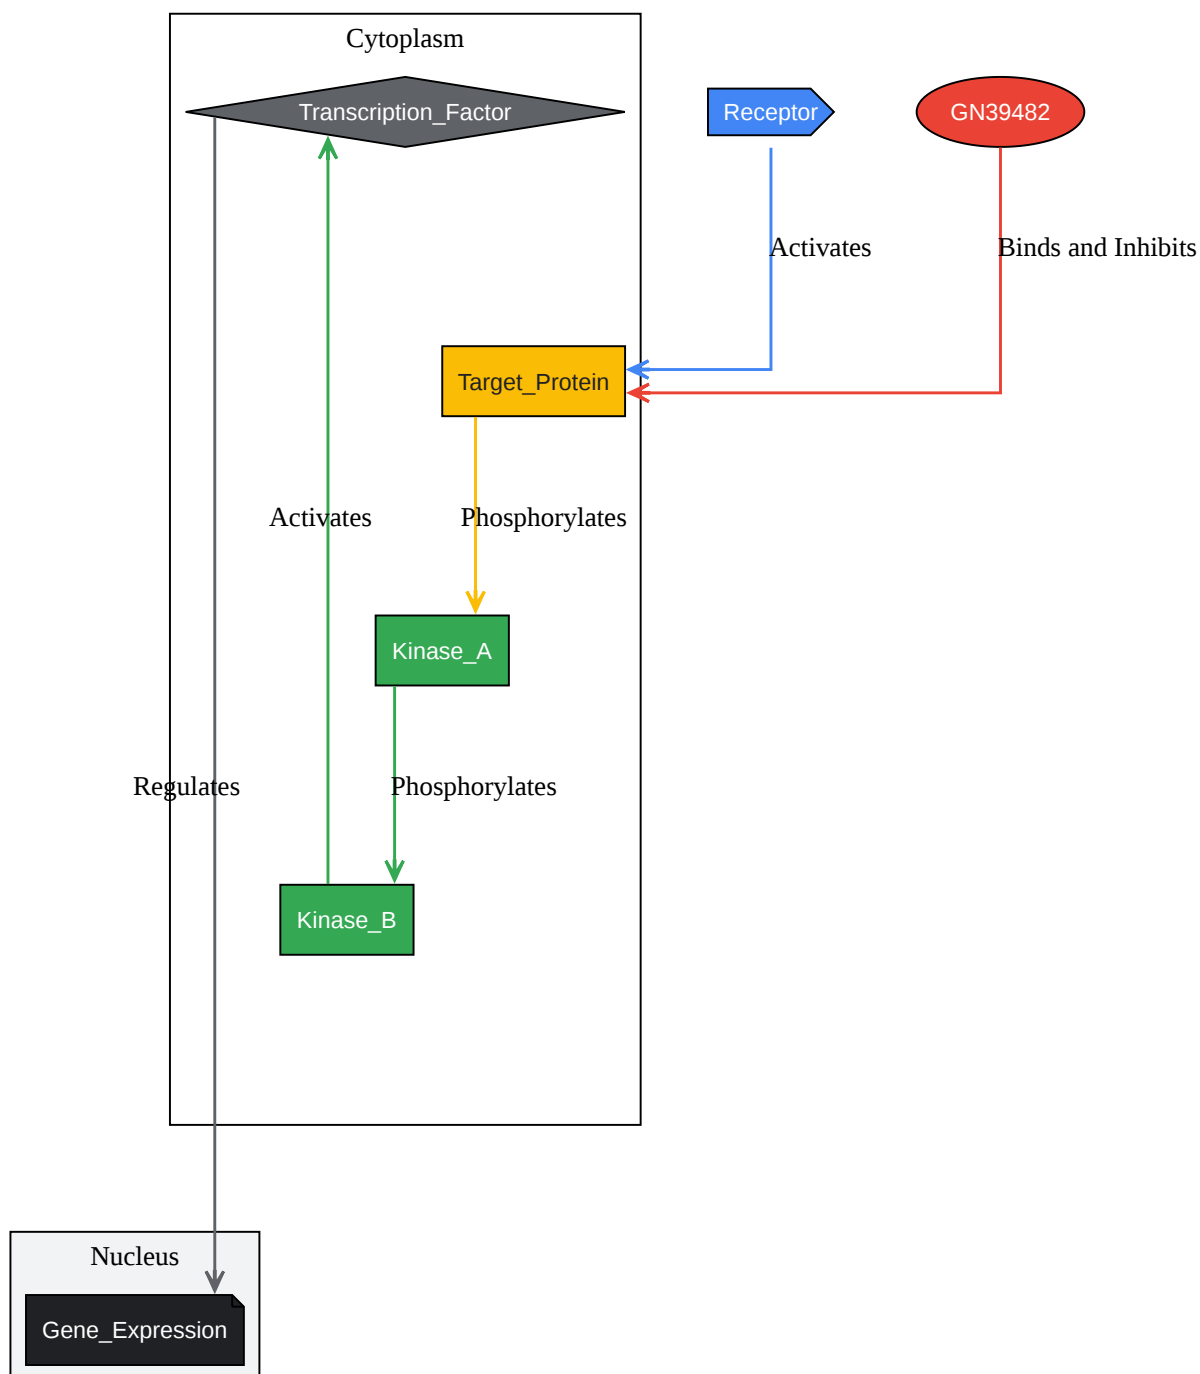 Cytoplasm
Transcription_Factor
Receptor
GN39482
Activates
Binds and Inhibits
Target_Protein
Activates
Phosphorylates
Kinase_A
Regulates
Phosphorylates
Kinase_B
Nucleus
Gene_Expression